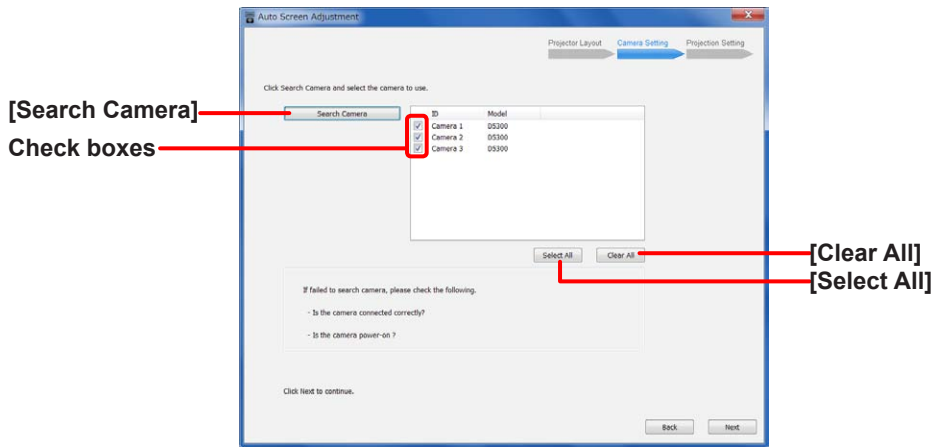 Auto Screen Adjustment
Projector Layout Camera Setting Projection Setting
Click Search Camera and select the camera to use.
[Search Camera]
Search Camera
ID Model
Camera 1 D5300
Camera 2 D5300
Camera 3 D5300
Check boxes
Select All Clear All
[Clear All]
[Select All]
If failed to search camera, please check the following.
- Is the camera connected correctly?
- Is the camera power-on ?
Click Next to continue.
Back Next